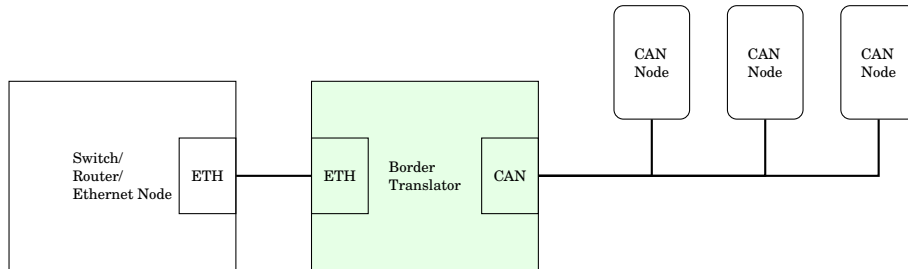 CAN
Node
CAN
Node
CAN
Node
Switch/
Router/
Ethernet Node
ETH
ETH
Border
Translator
CAN